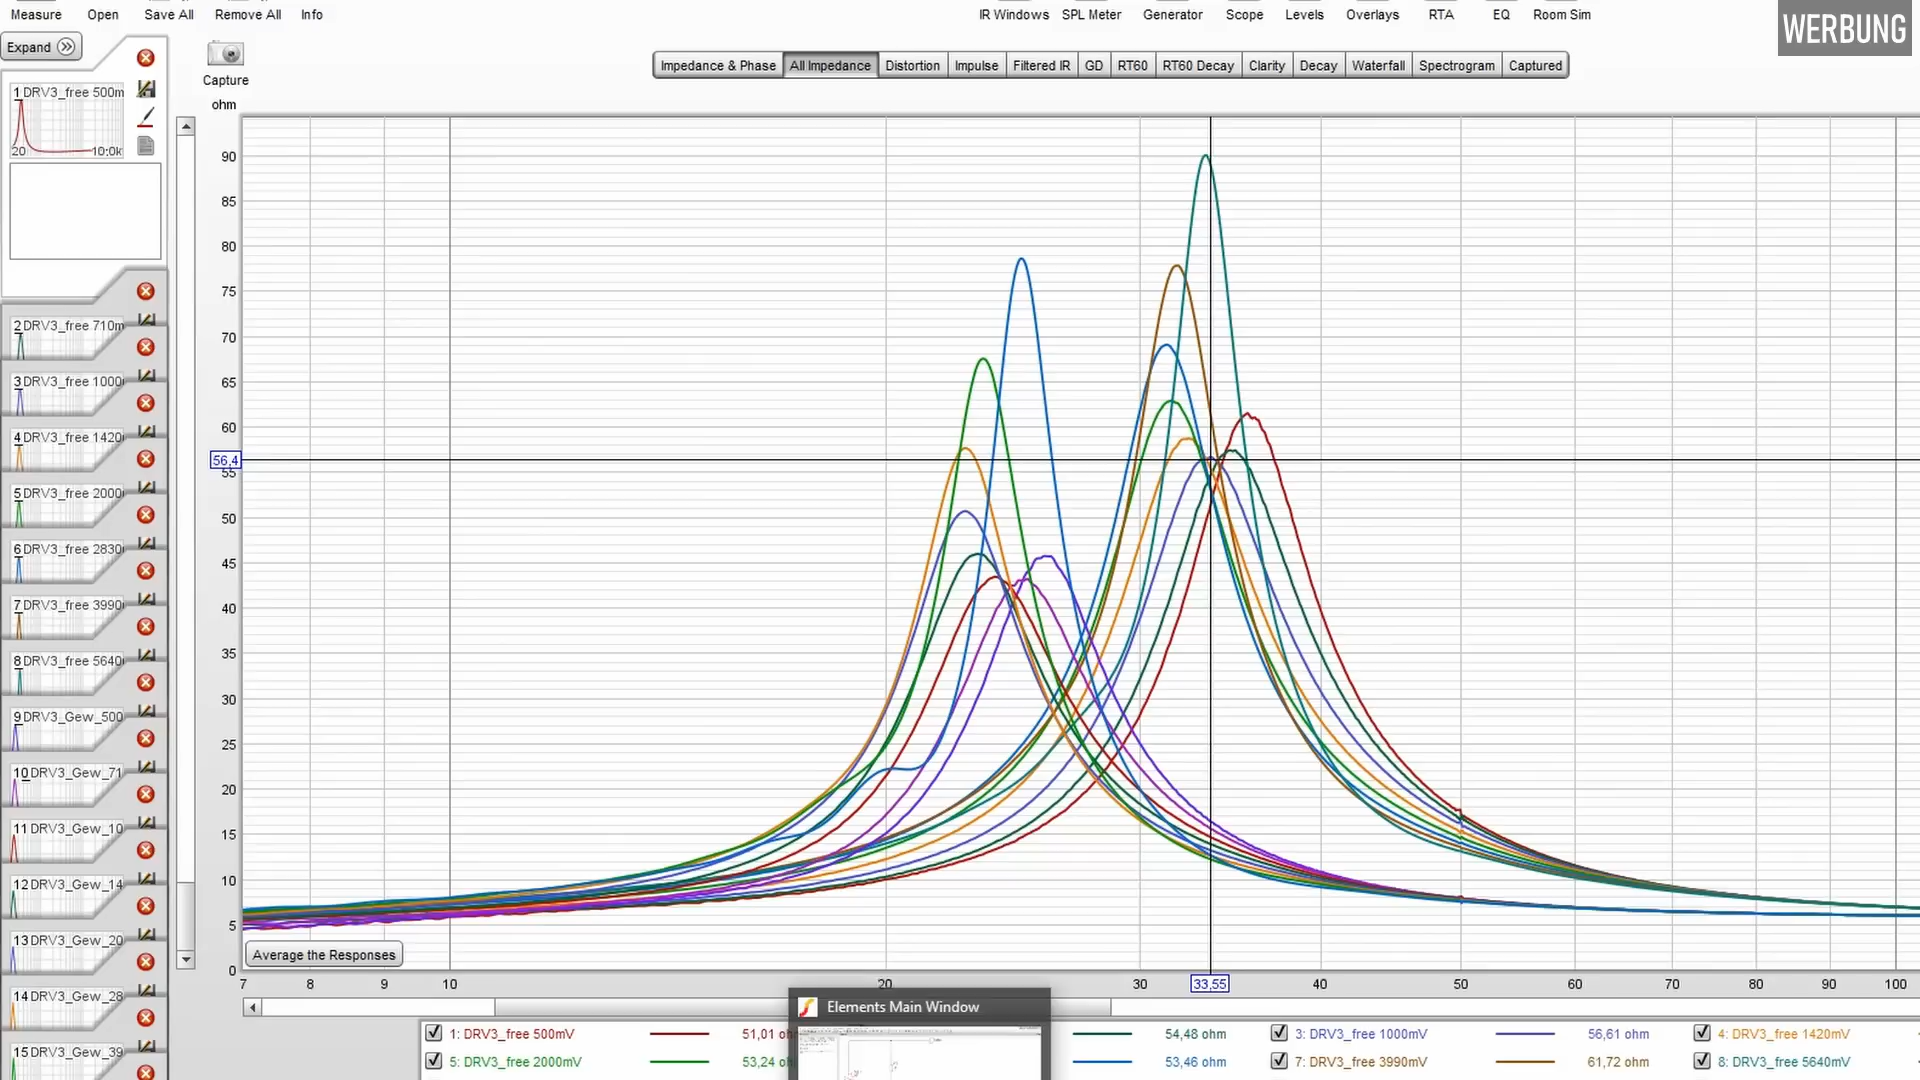 Measure Open Save All Remove All Info IR Windows SPL Meter Generator Scope Levels Overlays RTA EQ Room Sim
WERBUNG
Expand
Capture
Impedance & Phase All Impedance Distortion Impulse Filtered IR GD RT60 RT60 Decay Clarity Decay Waterfall Spectrogram Captured
ohm
1 DRV3_free 500m
20 10:0k
2 DRV3_free 710m
3 DRV3_free 1000
4 DRV3_free 1420
5 DRV3_free 2000
6 DRV3_free 2830
7 DRV3_free 3990
8 DRV3_free 5640
9 DRV3_Gew_500
10 DRV3_Gew_71
11 DRV3_Gew_10
12 DRV3_Gew_14
13 DRV3_Gew_20
14 DRV3_Gew_28
15 DRV3_Gew_39
90
85
80
75
70
65
60
56,4
55
50
45
40
35
30
25
20
15
10
5
0
Average the Responses
7 8 9 10 20 30 33,55 40 50 60 70 80 90 100
Elements Main Window
1: DRV3_free 500mV 51,01 54,48 ohm 3: DRV3_free 1000mV 56,61 ohm 4: DRV3_free 1420mV
5: DRV3_free 2000mV 53,24 53,46 ohm 7: DRV3_free 3990mV 61,72 ohm 8: DRV3_free 5640mV